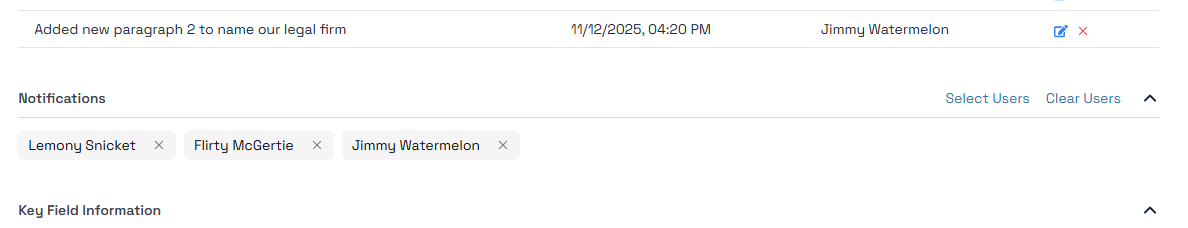 Added new paragraph 2 to name our legal firm 11/12/2025, 04:20 PM Jimmy Watermelon
Notifications Select Users Clear Users
Lemony Snicket Flirty McGertie Jimmy Watermelon
Key Field Information